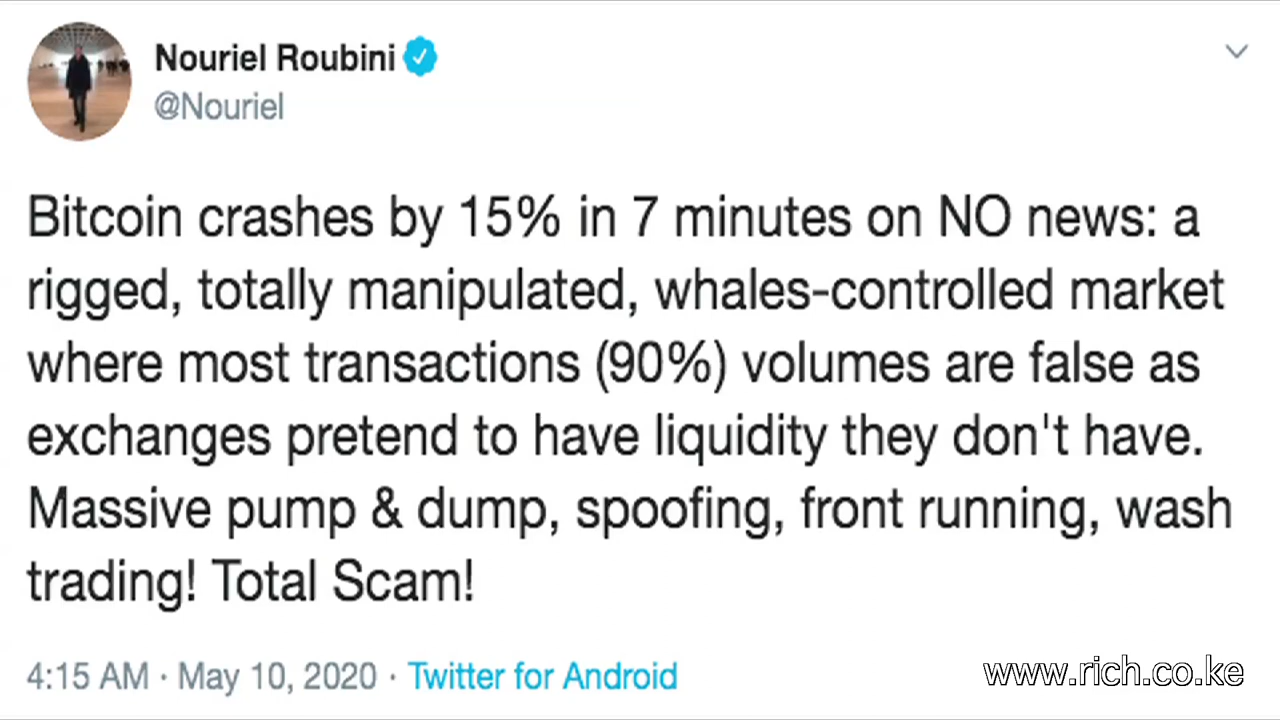 Nouriel Roubini
@Nouriel
Bitcoin crashes by 15% in 7 minutes on NO news: a
rigged, totally manipulated, whales-controlled market
where most transactions (90%) volumes are false as
exchanges pretend to have liquidity they don't have.
Massive pump & dump, spoofing, front running, wash
trading! Total Scam!
4:15 AM · May 10, 2020 · Twitter for Android
www.rich.co.ke